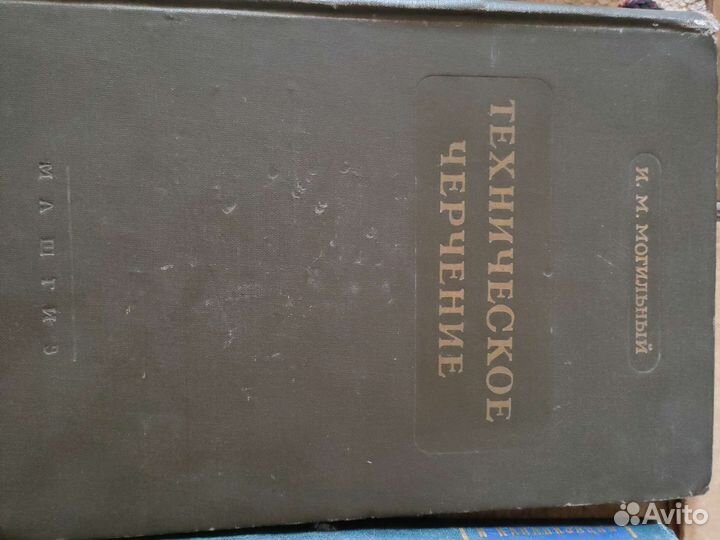 И. М. МОГИЛЬНЫЙ
ТЕХНИЧЕСКОЕ
ЧЕРЧЕНИЕ
МАШГИЗ
Avito